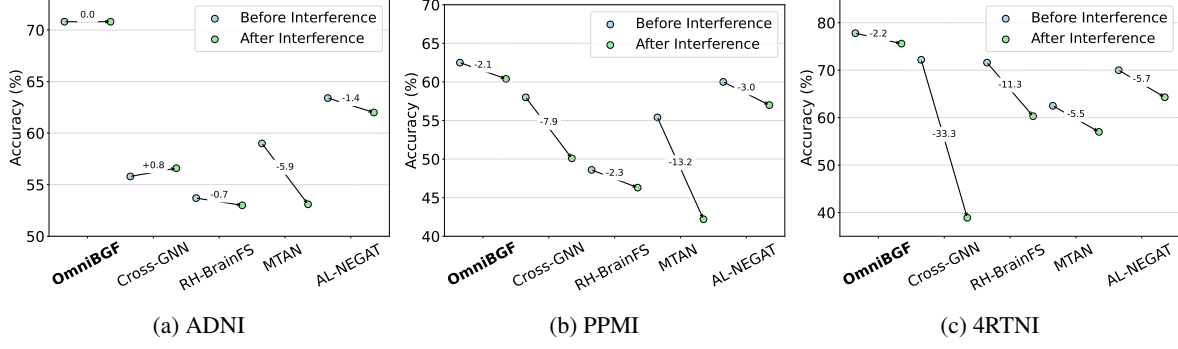 Accuracy (%)
70
65
60
55
50
Before Interference
After Interference
0.0
+0.8
-0.7
-5.9
-1.4
OmniBGF
Cross-GNN
RH-BrainFS
MTAN
AL-NEGAT
(a) ADNI
Accuracy (%)
70
65
60
55
50
45
40
Before Interference
After Interference
-2.1
-7.9
-2.3
-13.2
-3.0
OmniBGF
Cross-GNN
RH-BrainFS
MTAN
AL-NEGAT
(b) PPMI
Accuracy (%)
80
70
60
50
40
Before Interference
After Interference
-2.2
-33.3
-11.3
-5.5
-5.7
OmniBGF
Cross-GNN
RH-BrainFS
MTAN
AL-NEGAT
(c) 4RTNI